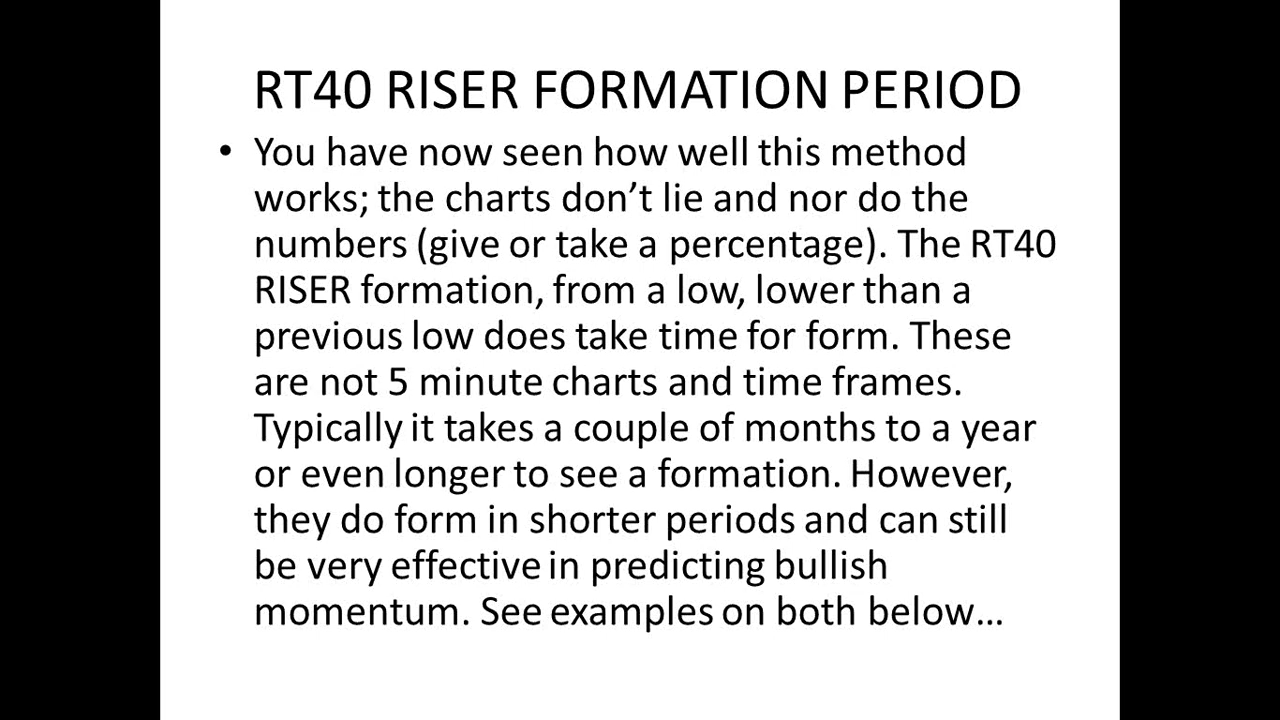 RT40 RISER FORMATION PERIOD
• You have now seen how well this method
works; the charts don’t lie and nor do the
numbers (give or take a percentage). The RT40
RISER formation, from a low, lower than a
previous low does take time for form. These
are not 5 minute charts and time frames.
Typically it takes a couple of months to a year
or even longer to see a formation. However,
they do form in shorter periods and can still
be very effective in predicting bullish
momentum. See examples on both below…